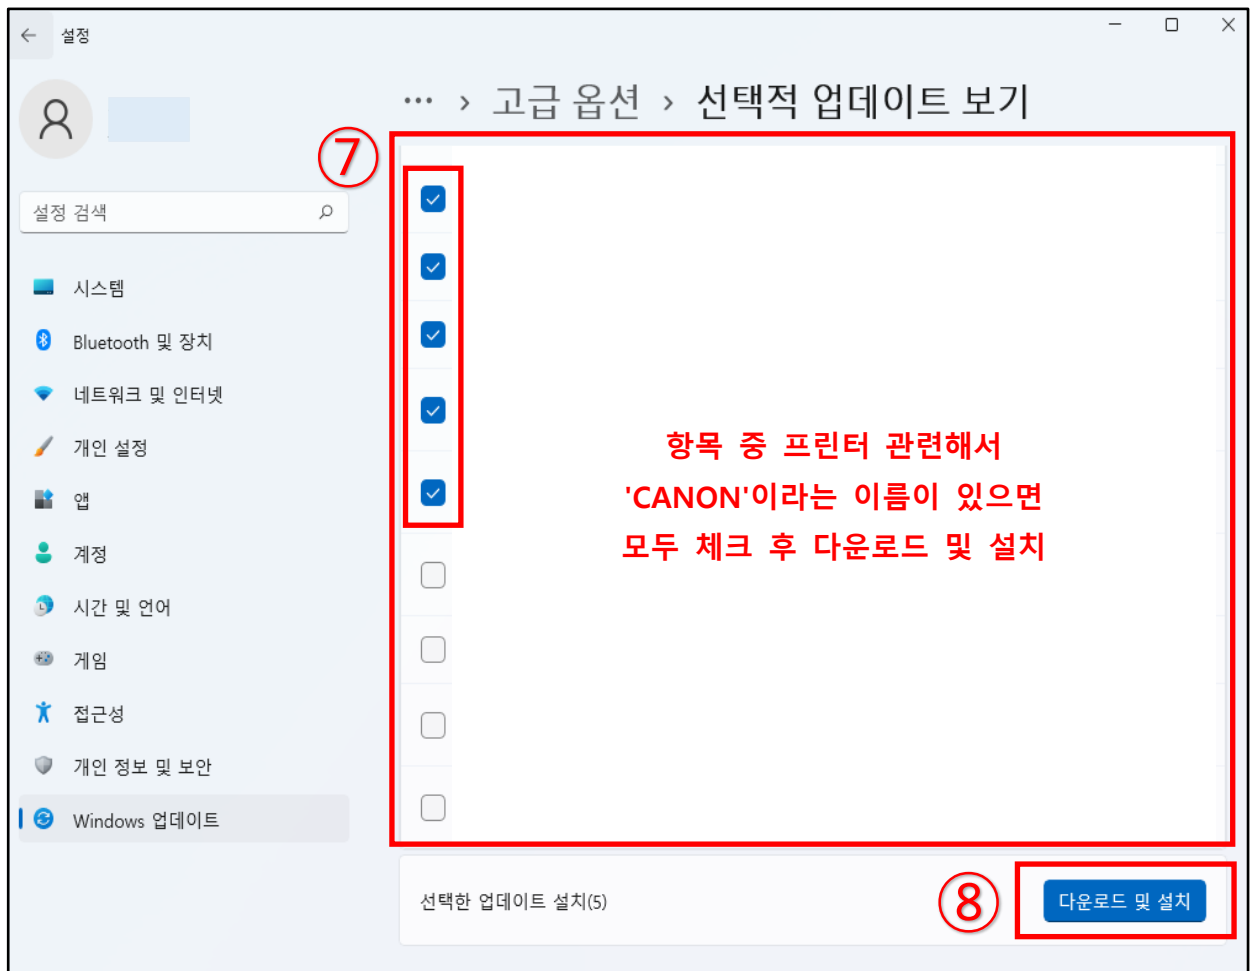 설정
··· › 고급 옵션 › 선택적 업데이트 보기
⑦
설정 검색
시스템
Bluetooth 및 장치
네트워크 및 인터넷
개인 설정
앱
계정
시간 및 언어
게임
접근성
개인 정보 및 보안
Windows 업데이트
항목 중 프린터 관련해서
'CANON'이라는 이름이 있으면
모두 체크 후 다운로드 및 설치
선택한 업데이트 설치(5)
⑧
다운로드 및 설치